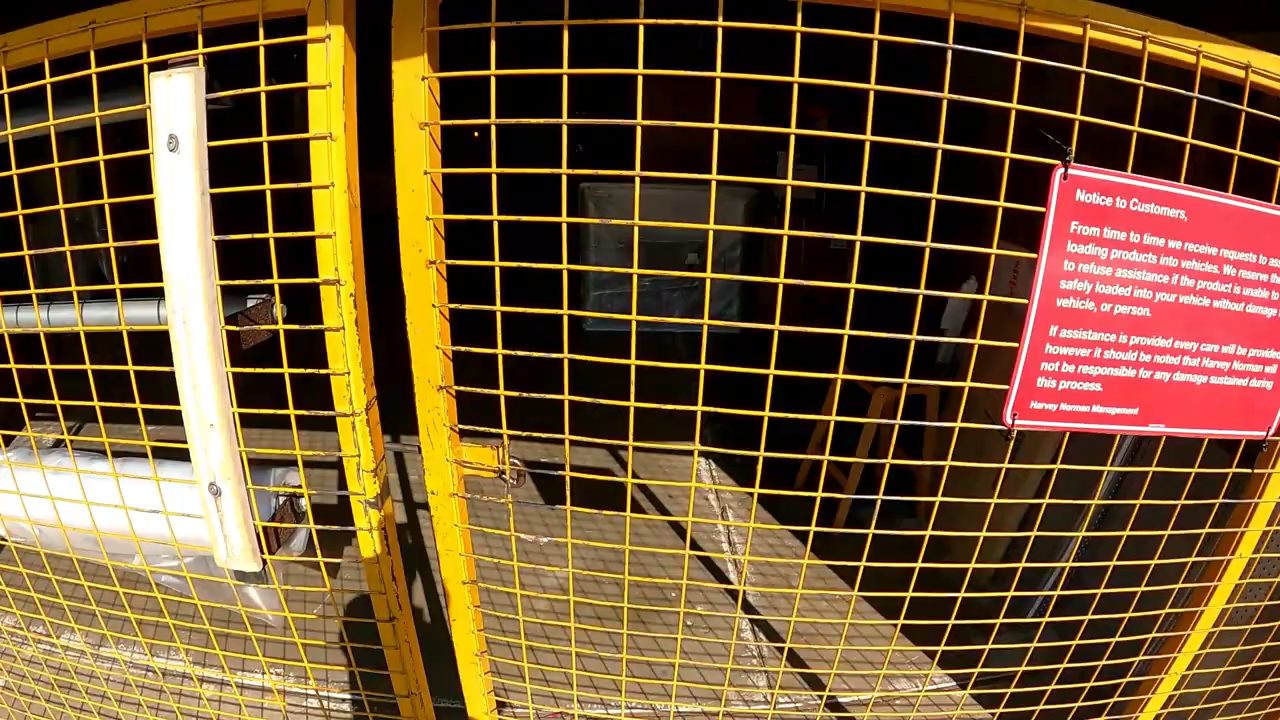 Notice to Customers,
From time to time we receive requests to
loading products into vehicles. We reserve
to refuse assistance if the product is unable to
safely loaded into your vehicle without damage
vehicle, or person.
If assistance is provided every care will be provided
however it should be noted that Harvey Norman will
not be responsible for any damage sustained during
this process.
Harvey Norman Management